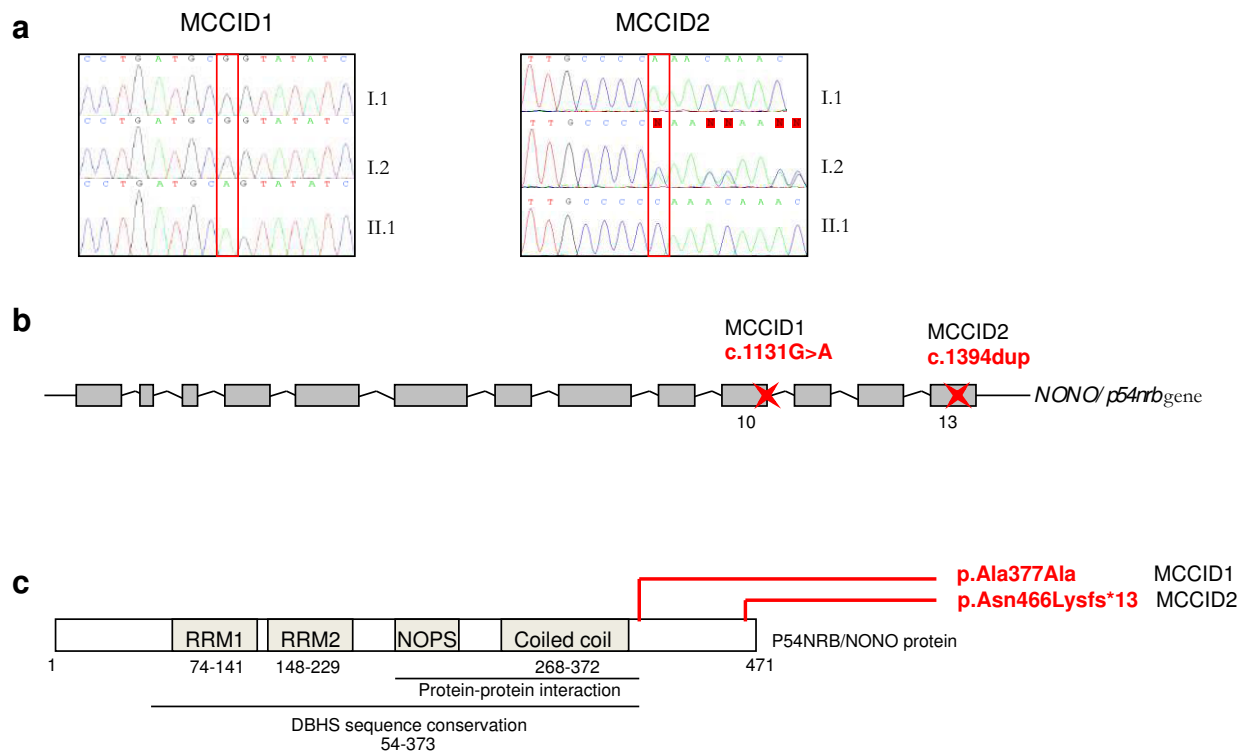 a
MCCID1
MCCID2
C C T G A T G C G G T A T A T C
I.1
C C T G A T G C G G T A T A T C
I.2
C C T G A T G C A G T A T A T C
II.1
T T G C C C C A A A C A A A C
I.1
T T G C C C C N A A N N A A N N
I.2
T T G C C C C C A A A C A A A C
II.1
b
MCCID1
c.1131G>A
MCCID2
c.1394dup
NONO/p54nrb gene
10
13
c
p.Ala377Ala MCCID1
p.Asn466Lysfs*13 MCCID2
RRM1 RRM2 NOPS Coiled coil P54NRB/NONO protein
1 74-141 148-229 268-372 471
Protein-protein interaction
DBHS sequence conservation
54-373